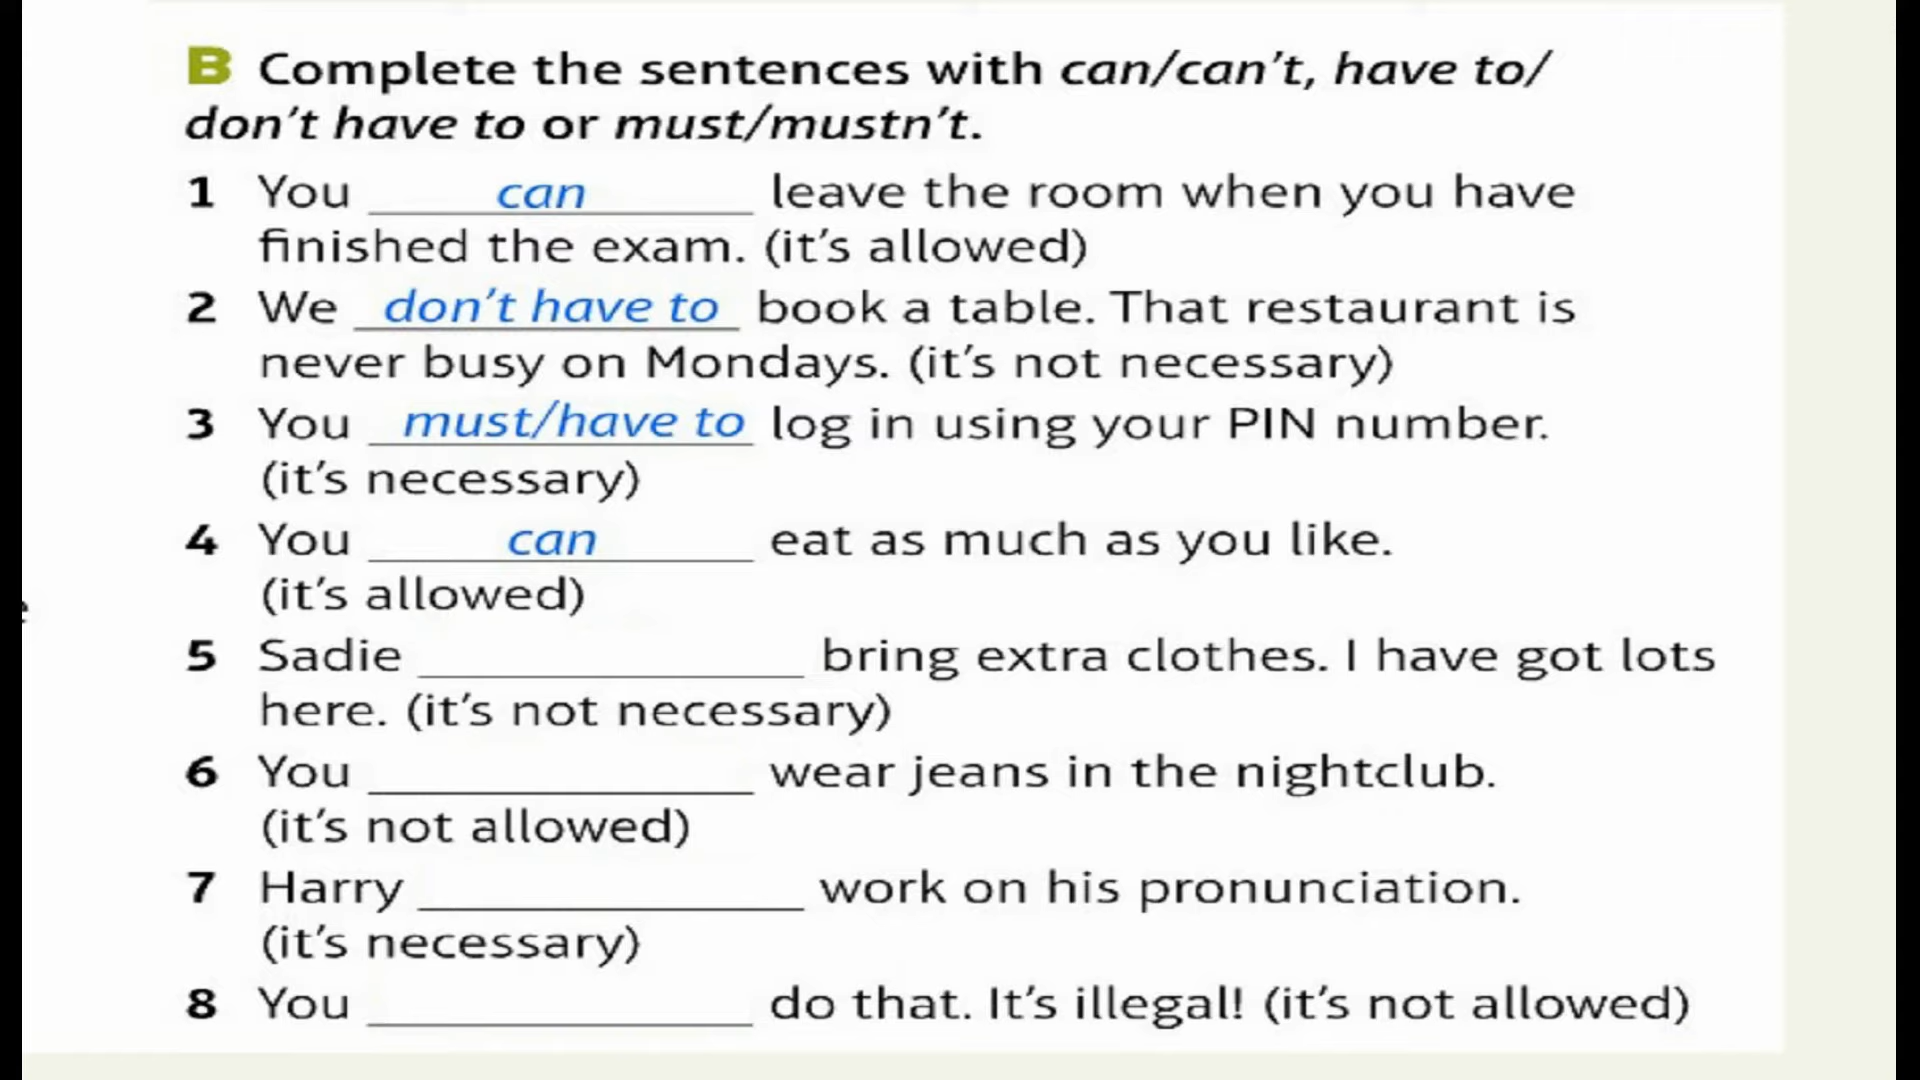 B Complete the sentences with can/can't, have to/
don't have to or must/mustn't.
1 You can leave the room when you have
finished the exam. (it's allowed)
2 We don't have to book a table. That restaurant is
never busy on Mondays. (it's not necessary)
3 You must/have to log in using your PIN number.
(it's necessary)
4 You can eat as much as you like.
(it's allowed)
5 Sadie ____________ bring extra clothes. I have got lots
here. (it's not necessary)
6 You ____________ wear jeans in the nightclub.
(it's not allowed)
7 Harry ____________ work on his pronunciation.
(it's necessary)
8 You ____________ do that. It's illegal! (it's not allowed)